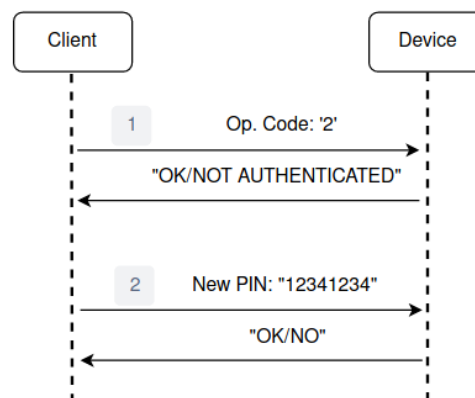 Client
Device
1
Op. Code: '2'
"OK/NOT AUTHENTICATED"
2
New PIN: "12341234"
"OK/NO"